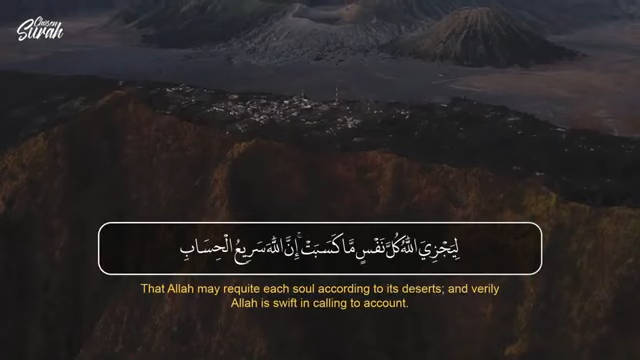 Chosen
Surah
لِيَجْزِيَ اللَّهُ كُلَّ نَفْسٍ مَّا كَسَبَتْ ۚ إِنَّ اللَّهَ سَرِيعُ الْحِسَابِ
That Allah may requite each soul according to its deserts; and verily
Allah is swift in calling to account.